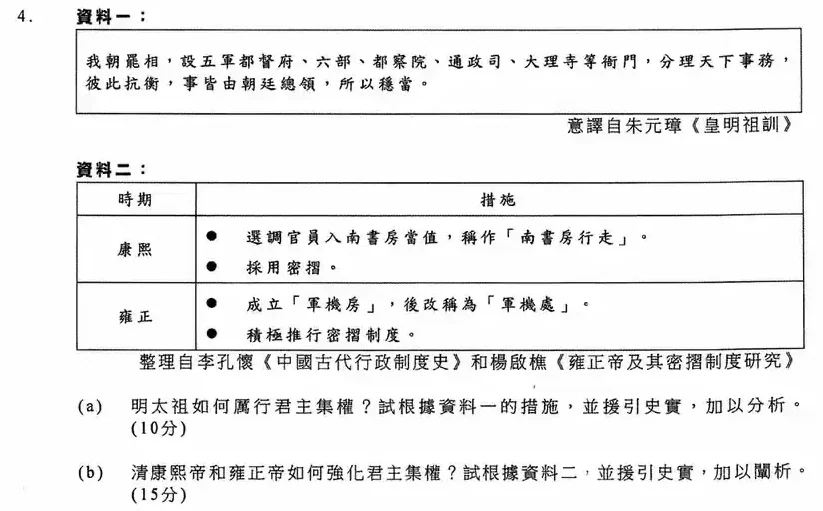 4. 資料一：
我朝罷相，設五軍都督府、六部、都察院、通政司、大理寺等衙門，分理天下事務，
彼此抗衡，事皆由朝廷總領，所以穩當。
意譯自朱元璋《皇明祖訓》
資料二：
時期 措施
康熙
● 選調官員入南書房當值，稱作「南書房行走」。
● 採用密摺。
雍正
● 成立「軍機房」，後改稱為「軍機處」。
● 積極推行密摺制度。
整理自李孔懷《中國古代行政制度史》和楊啟樵《雍正帝及其密摺制度研究》
(a) 明太祖如何厲行君主集權？試根據資料一的措施，並援引史實，加以分析。
(10分)
(b) 清康熙帝和雍正帝如何強化君主集權？試根據資料二，並援引史實，加以闡析。
(15分)